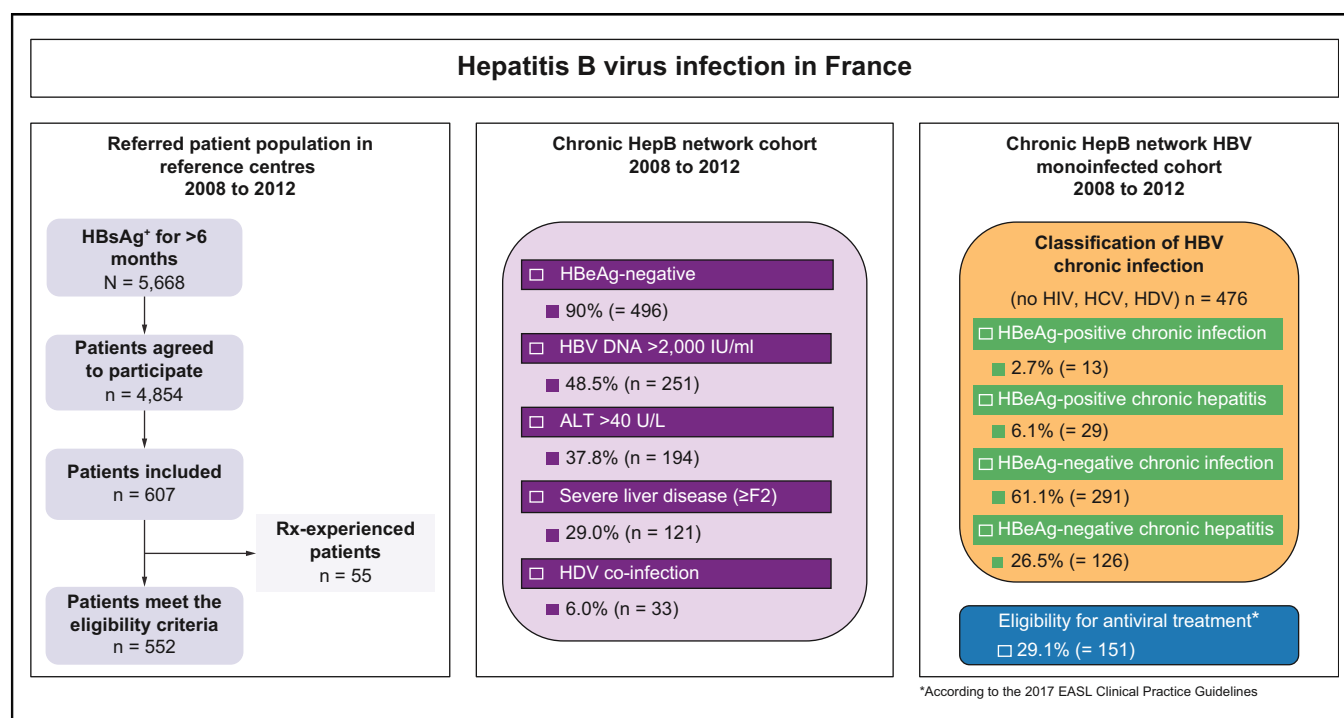 Hepatitis B virus infection in France
Referred patient population in
reference centres
2008 to 2012
HBsAg⁺ for >6
months
N = 5,668
Patients agreed
to participate
n = 4,854
Patients included
n = 607
Rx-experienced
patients
n = 55
Patients meet the
eligibility criteria
n = 552
Chronic HepB network cohort
2008 to 2012
HBeAg-negative
90% (= 496)
HBV DNA >2,000 IU/ml
48.5% (n = 251)
ALT >40 U/L
37.8% (n = 194)
Severe liver disease (≥F2)
29.0% (n = 121)
HDV co-infection
6.0% (n = 33)
Chronic HepB network HBV
monoinfected cohort
2008 to 2012
Classification of HBV
chronic infection
(no HIV, HCV, HDV) n = 476
HBeAg-positive chronic infection
2.7% (= 13)
HBeAg-positive chronic hepatitis
6.1% (= 29)
HBeAg-negative chronic infection
61.1% (= 291)
HBeAg-negative chronic hepatitis
26.5% (= 126)
Eligibility for antiviral treatment*
29.1% (= 151)
*According to the 2017 EASL Clinical Practice Guidelines